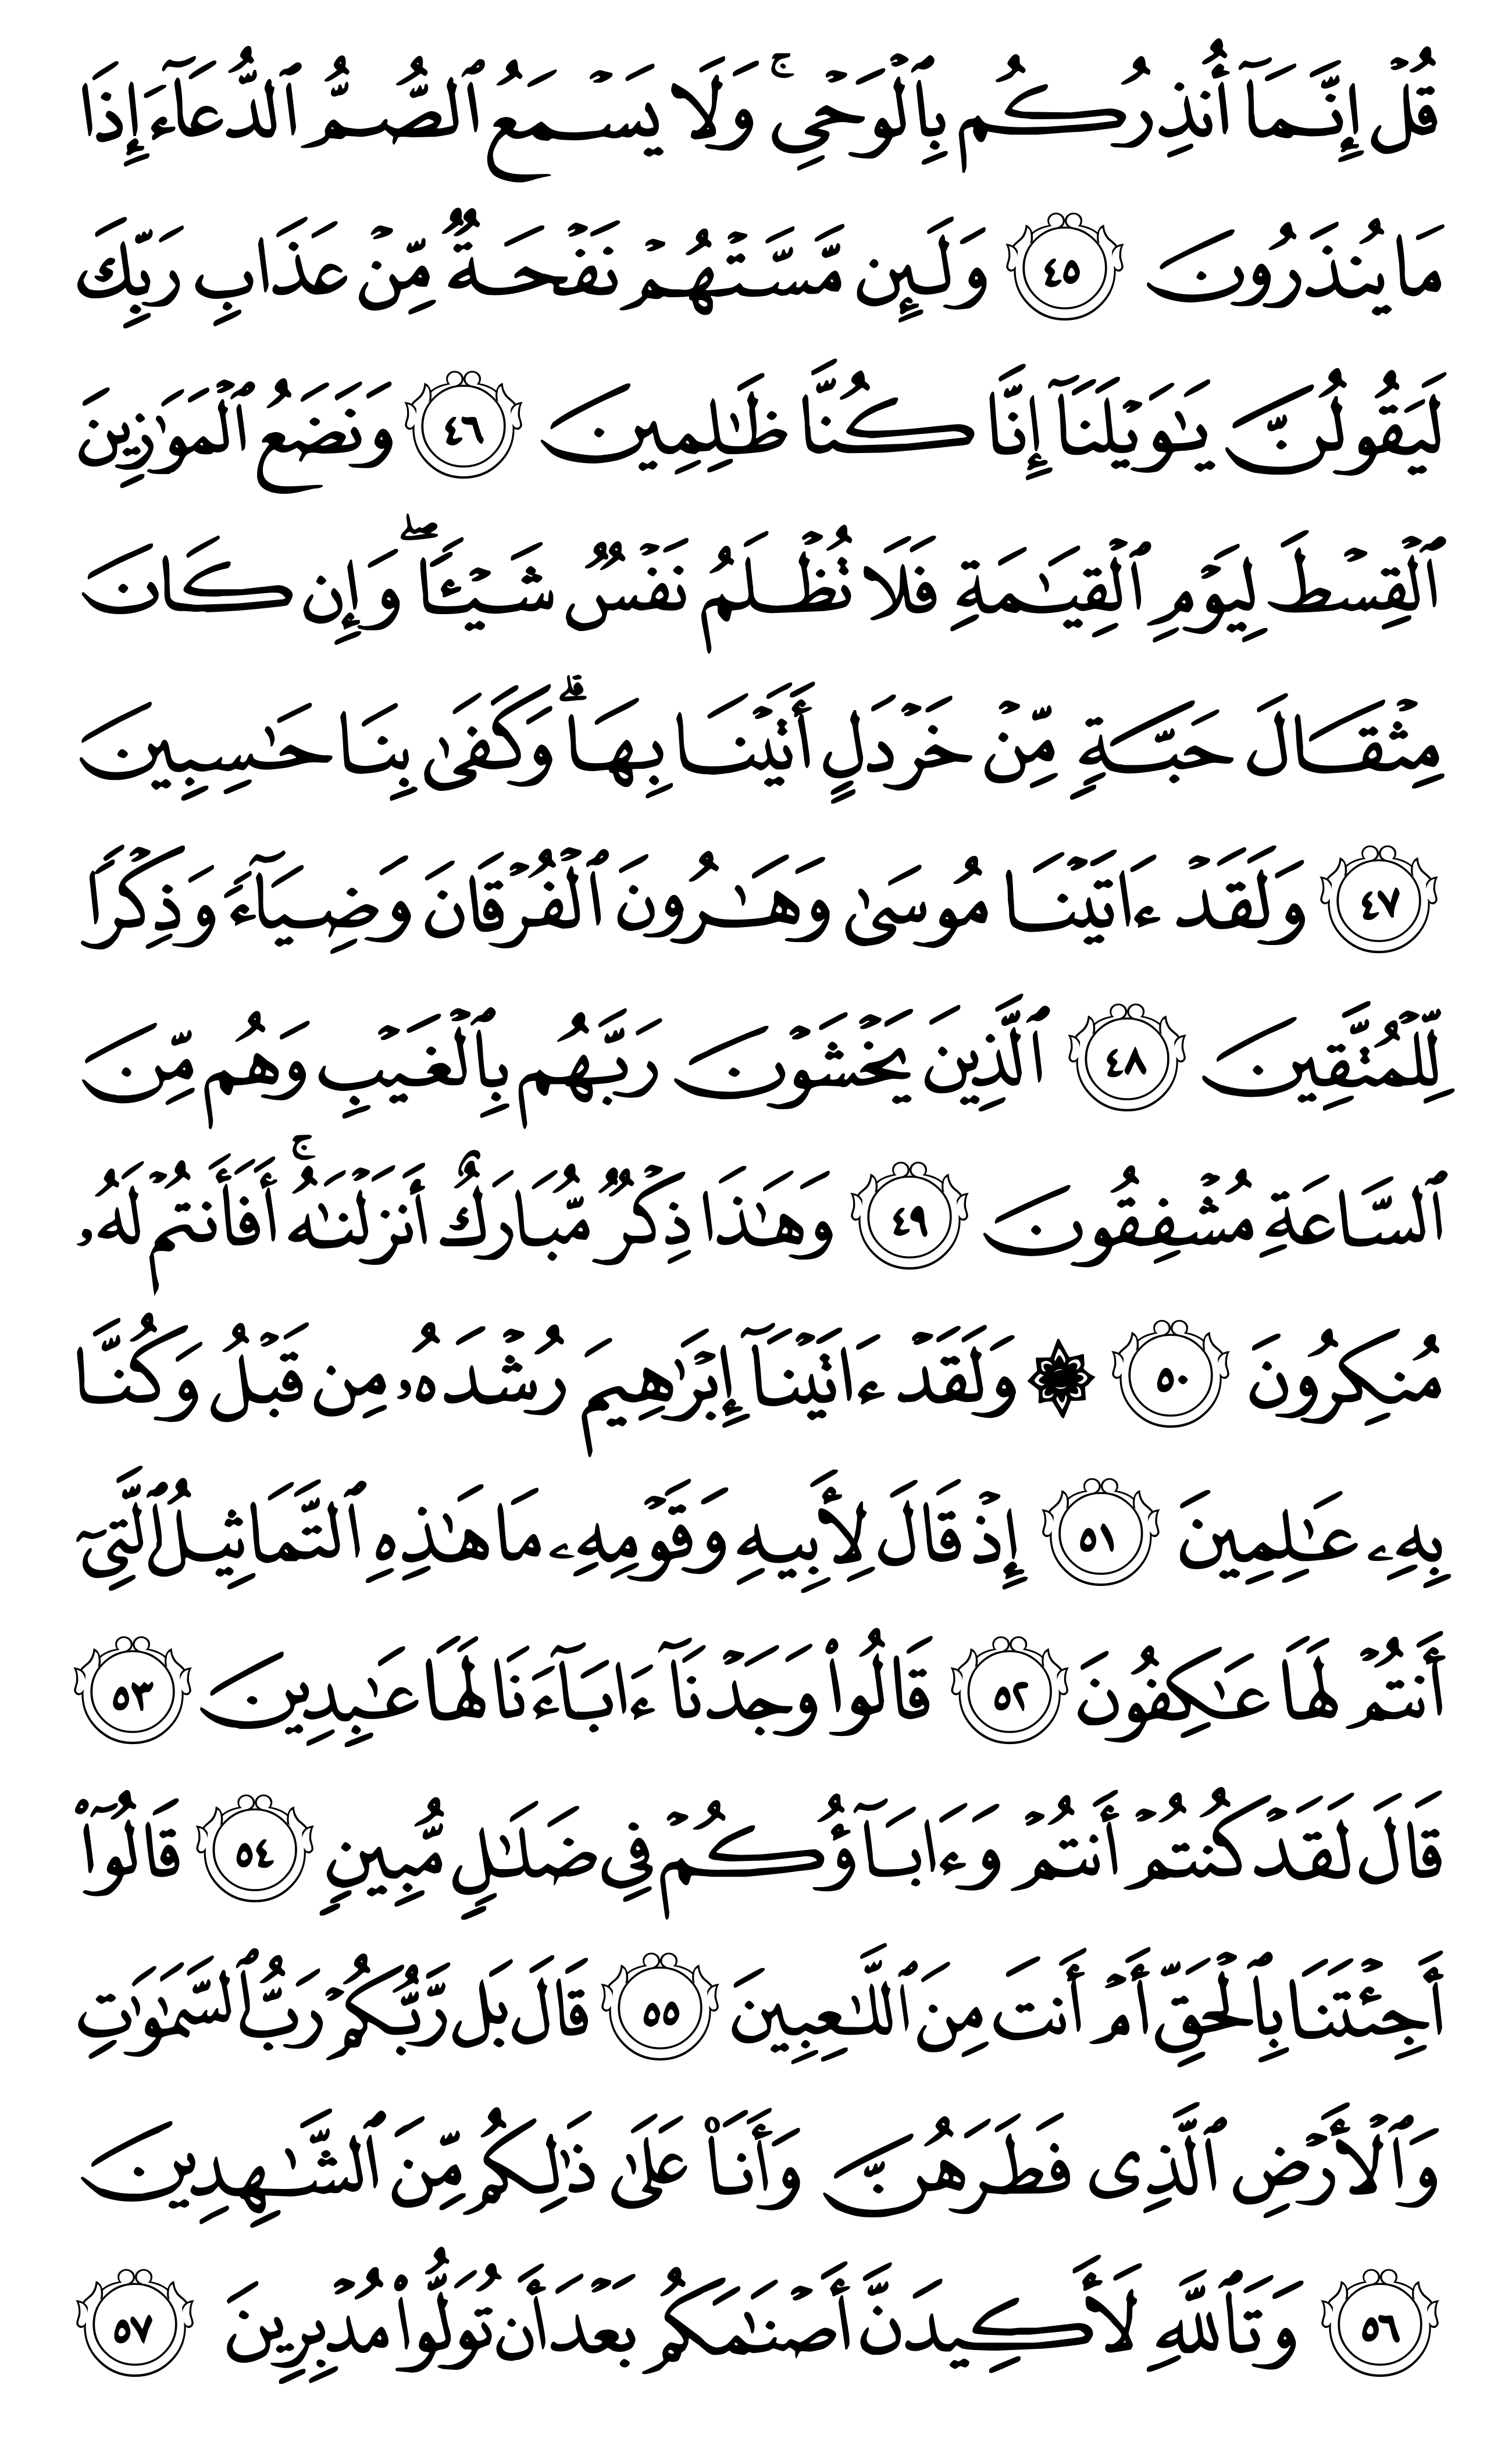 قُلۡ إِنَّمَآ أُنذِرُكُم بِٱلۡوَحۡيِۚ وَلَا يَسۡمَعُ ٱلصُّمُّ ٱلدُّعَآءَ إِذَا
مَا يُنذَرُونَ ٤٥ وَلَئِن مَّسَّتۡهُمۡ نَفۡحَةٞ مِّنۡ عَذَابِ رَبِّكَ
لَيَقُولُنَّ يَٰوَيۡلَنَآ إِنَّا كُنَّا ظَٰلِمِينَ ٤٦ وَنَضَعُ ٱلۡمَوَٰزِينَ
ٱلۡقِسۡطَ لِيَوۡمِ ٱلۡقِيَٰمَةِ فَلَا تُظۡلَمُ نَفۡسٞ شَيۡـٔٗاۖ وَإِن كَانَ
مِثۡقَالَ حَبَّةٖ مِّنۡ خَرۡدَلٍ أَتَيۡنَا بِهَاۗ وَكَفَىٰ بِنَا حَٰسِبِينَ
٤٧ وَلَقَدۡ ءَاتَيۡنَا مُوسَىٰ وَهَٰرُونَ ٱلۡفُرۡقَانَ وَضِيَآءٗ وَذِكۡرٗا
لِّلۡمُتَّقِينَ ٤٨ ٱلَّذِينَ يَخۡشَوۡنَ رَبَّهُم بِٱلۡغَيۡبِ وَهُم مِّنَ
ٱلسَّاعَةِ مُشۡفِقُونَ ٤٩ وَهَٰذَا ذِكۡرٞ مُّبَارَكٌ أَنزَلۡنَٰهُۚ أَفَأَنتُمۡ لَهُۥ
مُنكِرُونَ ٥٠ ۞ وَلَقَدۡ ءَاتَيۡنَآ إِبۡرَٰهِيمَ رُشۡدَهُۥ مِن قَبۡلُ وَكُنَّا
بِهِۦ عَٰلِمِينَ ٥١ إِذۡ قَالَ لِأَبِيهِ وَقَوۡمِهِۦ مَا هَٰذِهِ ٱلتَّمَاثِيلُ ٱلَّتِيٓ
أَنتُمۡ لَهَا عَٰكِفُونَ ٥٢ قَالُواْ وَجَدۡنَآ ءَابَآءَنَا لَهَا عَٰبِدِينَ ٥٣
قَالَ لَقَدۡ كُنتُمۡ أَنتُمۡ وَءَابَآؤُكُمۡ فِي ضَلَٰلٖ مُّبِينٖ ٥٤ قَالُوٓاْ
أَجِئۡتَنَا بِٱلۡحَقِّ أَمۡ أَنتَ مِنَ ٱللَّٰعِبِينَ ٥٥ قَالَ بَل رَّبُّكُمۡ رَبُّ ٱلسَّمَٰوَٰتِ
وَٱلۡأَرۡضِ ٱلَّذِي فَطَرَهُنَّ وَأَنَا۠ عَلَىٰ ذَٰلِكُم مِّنَ ٱلشَّٰهِدِينَ
٥٦ وَتَٱللَّهِ لَأَكِيدَنَّ أَصۡنَٰمَكُم بَعۡدَ أَن تُوَلُّواْ مُدۡبِرِينَ ٥٧